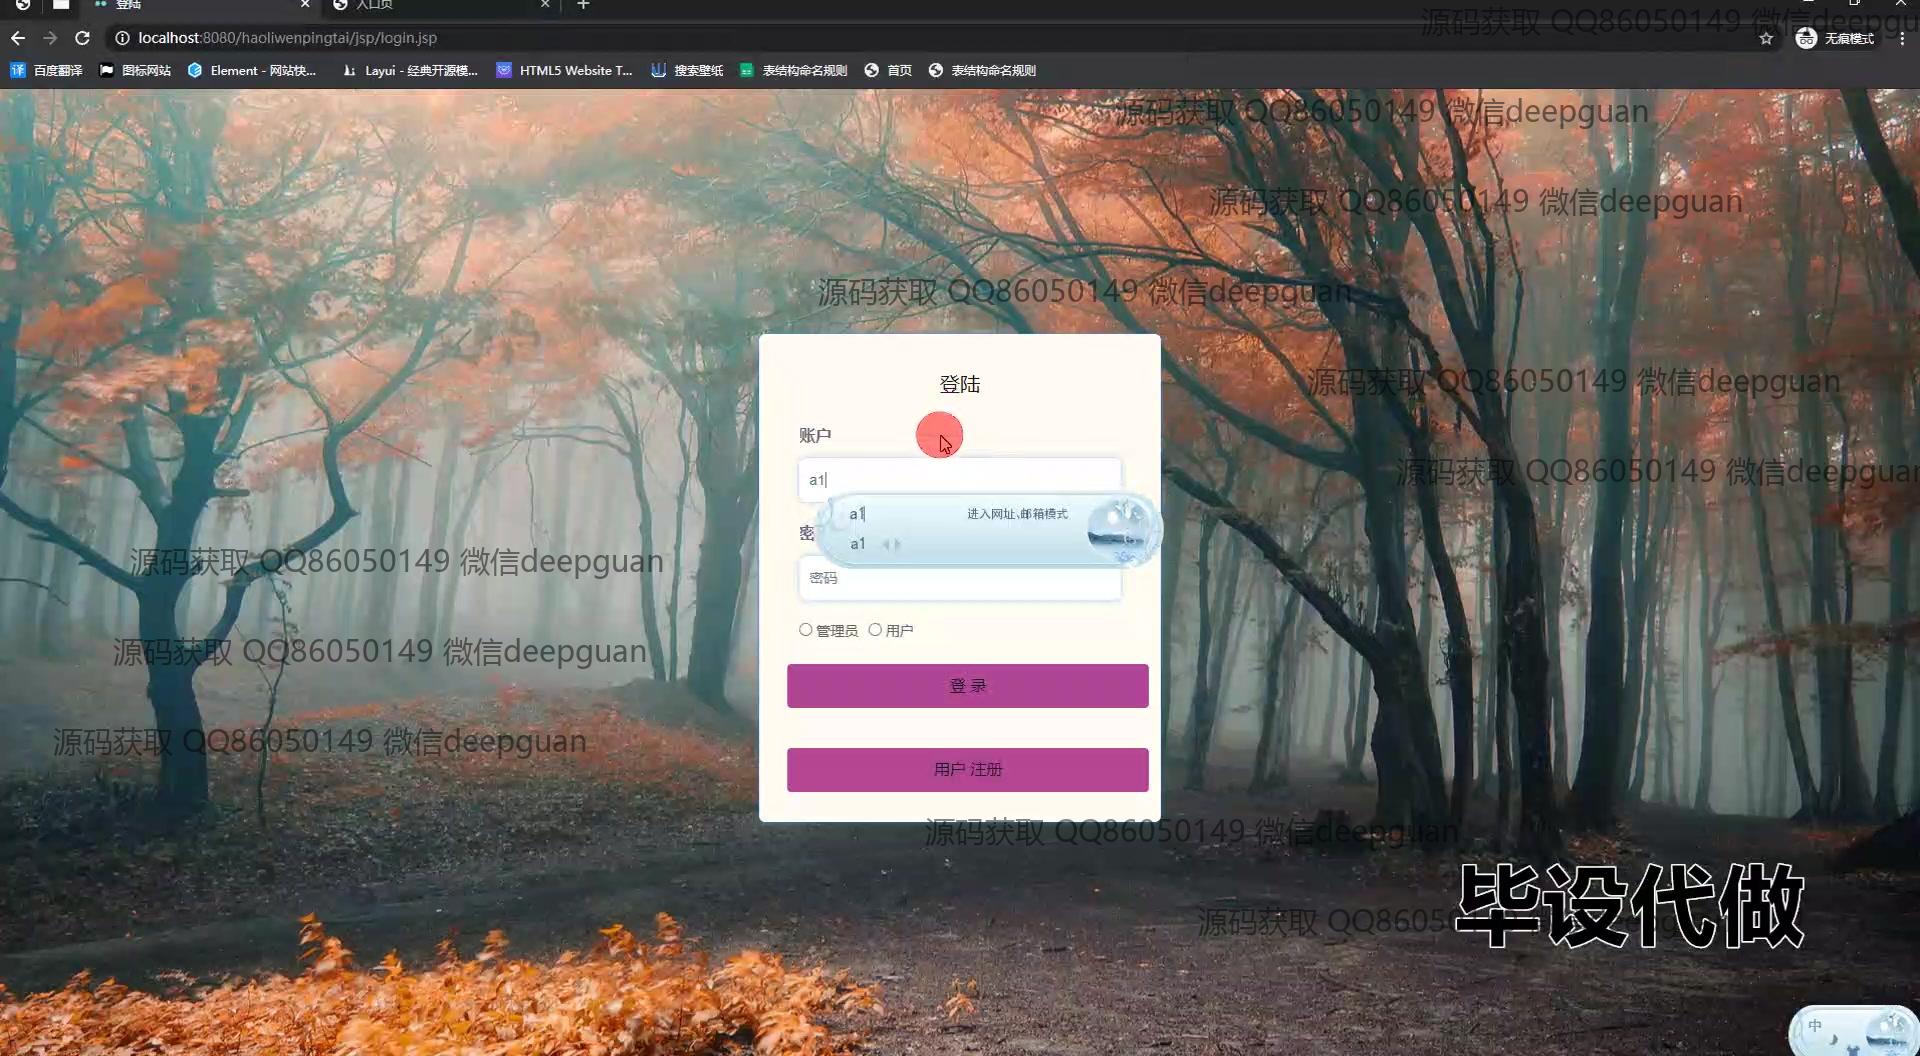 登陆
入口页
localhost:8080/haoliwenpingtai/jsp/login.jsp
无痕模式
百度翻译
图标网站
Element - 网站快...
Layui - 经典开源模...
HTML5 Website T...
搜索壁纸
表结构命名规则
首页
表结构命名规则
源码获取 QQ86050149 微信deepgu
源码获取 QQ86050149 微信deepguan
源码获取 QQ86050149 微信deepguan
源码获取 QQ86050149 微信deepguan
登陆
源码获取 QQ86050149 微信deepguan
账户
源码获取 QQ86050149 微信deepguan
a1
a1 进入网址、邮箱模式
密
a1
源码获取 QQ86050149 微信deepguan
密码
管理员 用户
源码获取 QQ86050149 微信deepguan
登 录
源码获取 QQ86050149 微信deepguan
用户 注册
源码获取 QQ86050149 微信deepguan
源码获取 QQ8605
毕设代做
中